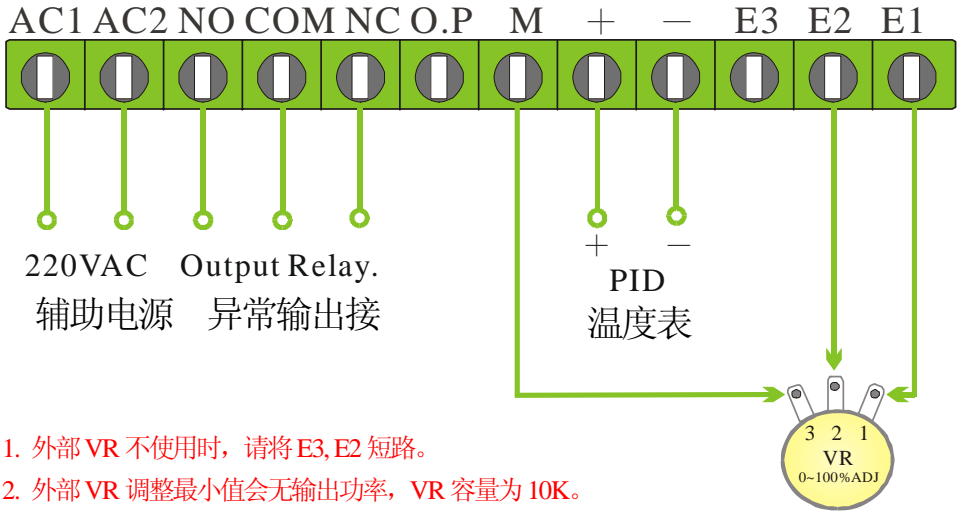 AC1 AC2 NO COM NC O.P M + − E3 E2 E1
+ −
220VAC Output Relay.
PID
辅助电源 异常输出接
温度表
3 2 1
VR
0~100%ADJ
1. 外部 VR 不使用时，请将 E3, E2 短路。
2. 外部 VR 调整最小值会无输出功率，VR 容量为 10K。